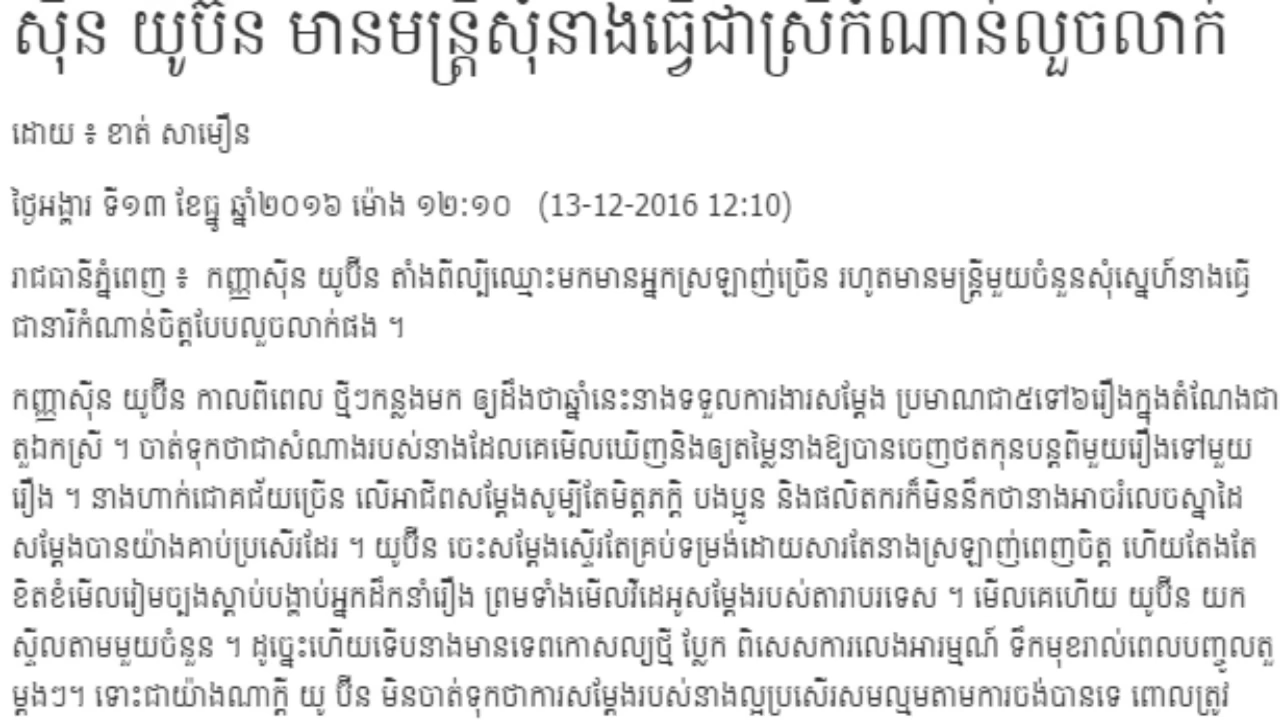 ស៊ិន យូប៊ីន មានមន្ត្រីសុំនាងធ្វើជាស្រីកំណាន់លួចលាក់
ដោយ ៖ ខាត់ សាមឿន
ថ្ងៃអង្គារ ទី១៣ ខែធ្នូ ឆ្នាំ២០១៦ ម៉ោង ១២:១០ (13-12-2016 12:10)
រាជធានីភ្នំពេញ ៖ កញ្ញាស៊ិន យូប៊ីន តាំងពីល្បីឈ្មោះមកមានអ្នកស្រឡាញ់ច្រើន រហូតមានមន្ត្រីមួយចំនួនសុំស្នេហ៍នាងធ្វើ
ជានារីកំណាន់ចិត្តបែបលួចលាក់ផង ។
កញ្ញាស៊ិន យូប៊ីន កាលពីពេល ថ្មីៗកន្លងមក ឲ្យដឹងថាឆ្នាំនេះនាងទទួលការងារសម្តែង ប្រមាណជា៥ទៅ៦រឿងក្នុងតំណែងជា
តួឯកស្រី ។ ចាត់ទុកថាជាសំណាងរបស់នាងដែលគេមើលឃើញនិងឲ្យតម្លៃនាងឱ្យបានចេញថតកុនបន្តពីមួយរឿងទៅមួយ
រឿង ។ នាងហាក់ជោគជ័យច្រើន លើអាជីពសម្តែងសូម្បីតែមិត្តភក្តិ បងប្អូន និងផលិតករក៏មិននឹកថានាងអាចរំលេចស្នាដៃ
សម្តែងបានយ៉ាងគាប់ប្រសើរដែរ ។ យូប៊ីន ចេះសម្តែងស្ទើរតែគ្រប់ទម្រង់ដោយសារតែនាងស្រឡាញ់ពេញចិត្ត ហើយតែងតែ
ខិតខំមើលរៀមច្បងស្តាប់បង្គាប់អ្នកដឹកនាំរឿង ព្រមទាំងមើលវីដេអូសម្តែងរបស់តារាបរទេស ។ មើលគេហើយ យូប៊ីន យក
ស្ទីលតាមមួយចំនួន ។ ដូច្នេះហើយទើបនាងមានទេពកោសល្យថ្មី ប្លែក ពិសេសការលេងអារម្មណ៍ ទឹកមុខរាល់ពេលបញ្ចូលតួ
ម្តងៗ។ ទោះជាយ៉ាងណាក្តី យូ ប៊ីន មិនចាត់ទុកថាការសម្តែងរបស់នាងល្អប្រសើរសមល្មមតាមការចង់បានទេ ពោលត្រូវ